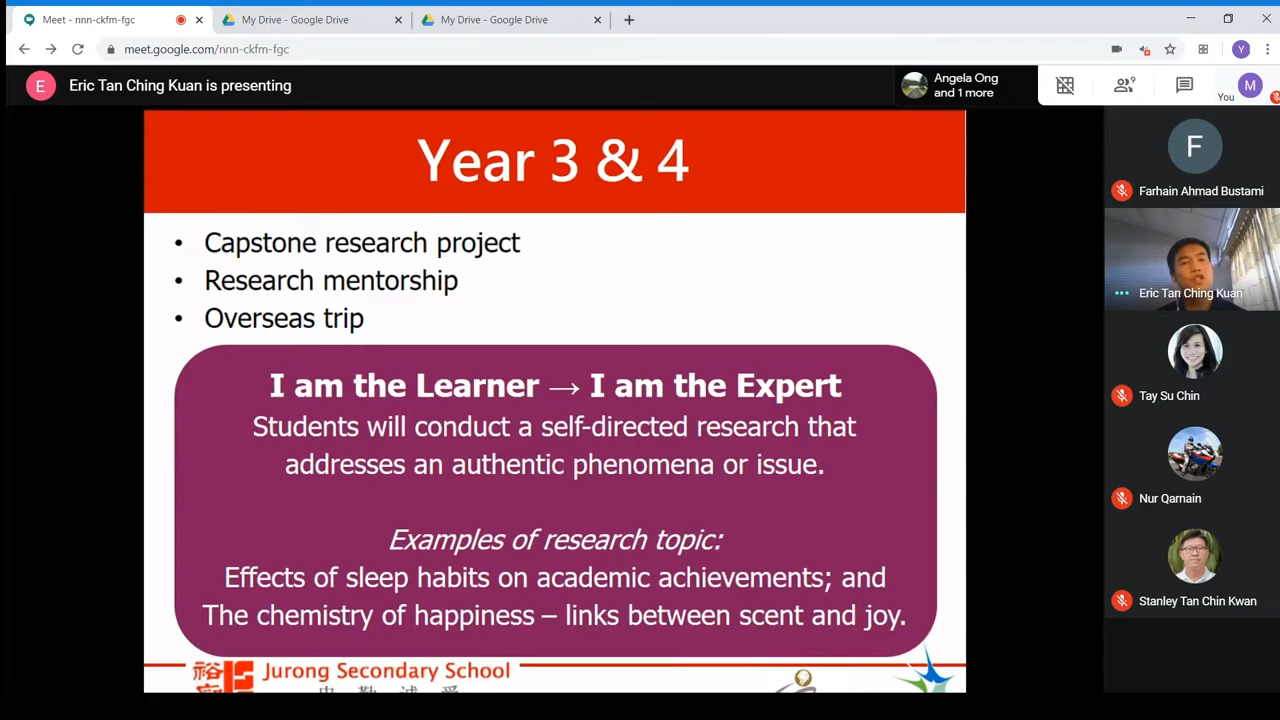 Meet - nnn-ckfm-fgc
My Drive - Google Drive
My Drive - Google Drive
meet.google.com/nnn-ckfm-fgc
Y
E
Eric Tan Ching Kuan is presenting
Angela Ong
and 1 more
9
You
M
Year 3 & 4
• Capstone research project
• Research mentorship
• Overseas trip
I am the Learner → I am the Expert
Students will conduct a self-directed research that
addresses an authentic phenomena or issue.
Examples of research topic:
Effects of sleep habits on academic achievements; and
The chemistry of happiness – links between scent and joy.
Jurong Secondary School
F
Farhain Ahmad Bustami
Eric Tan Ching Kuan
Tay Su Chin
Nur Qarnain
Stanley Tan Chin Kwan